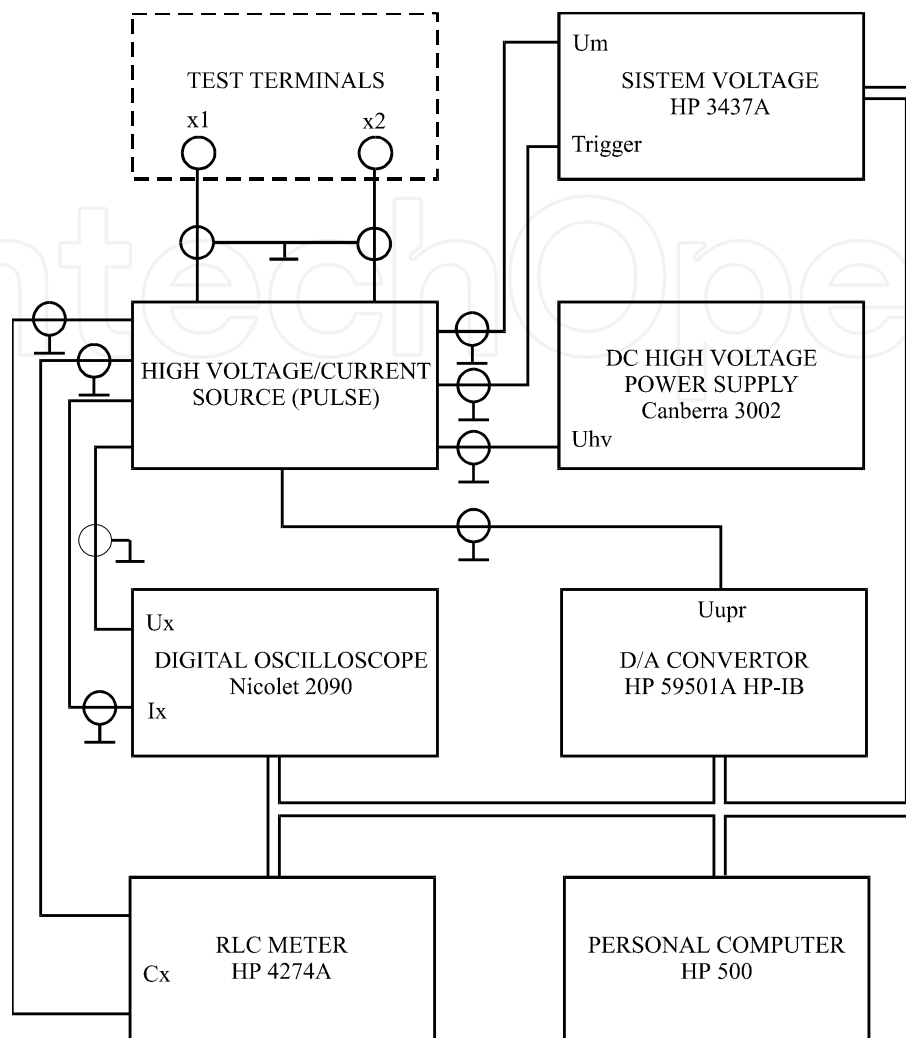 TEST TERMINALS
x1
x2
Um
SISTEM VOLTAGE
HP 3437A
Trigger
HIGH VOLTAGE/CURRENT
SOURCE (PULSE)
DC HIGH VOLTAGE
POWER SUPPLY
Canberra 3002
Uhv
Ux
DIGITAL OSCILLOSCOPE
Nicolet 2090
Ix
Uupr
D/A CONVERTOR
HP 59501A HP-IB
RLC METER
HP 4274A
Cx
PERSONAL COMPUTER
HP 500
ntechOpe